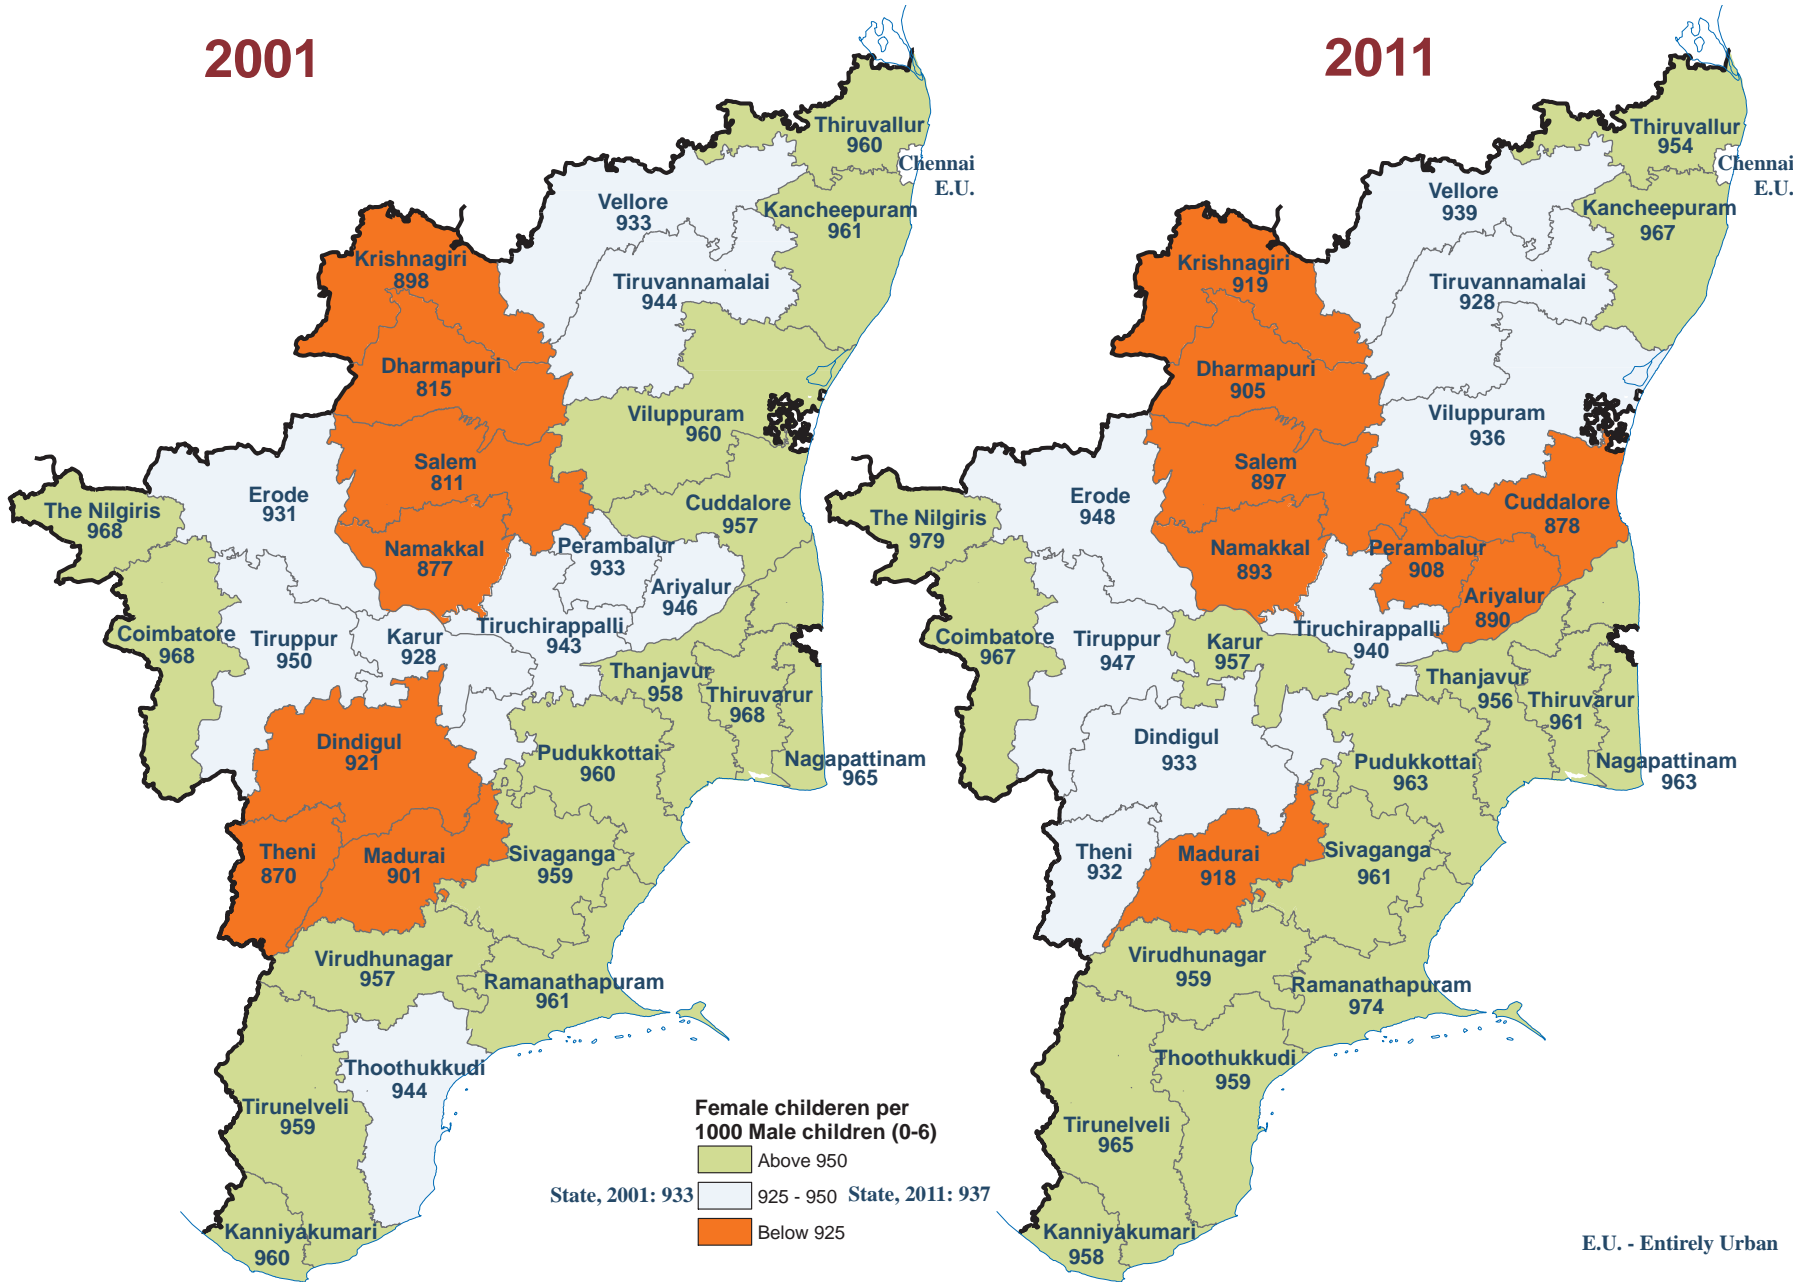 2001
Thiruvallur
960
Chennai
E.U.
Vellore
933
Kancheepuram
961
Krishnagiri
898
Tiruvannamalai
944
Dharmapuri
815
Viluppuram
960
Salem
811
Erode
931
The Nilgiris
968
Cuddalore
957
Namakkal
877
Perambalur
933
Ariyalur
946
Coimbatore
968
Tiruppur
950
Karur
928
Tiruchirappalli
943
Thanjavur
958
Thiruvarur
968
Dindigul
921
Pudukkottai
960
Nagapattinam
965
Theni
870
Madurai
901
Sivaganga
959
Virudhunagar
957
Ramanathapuram
961
Thoothukkudi
944
Tirunelveli
959
Kanniyakumari
960
2011
Thiruvallur
954
Chennai
E.U.
Vellore
939
Kancheepuram
967
Krishnagiri
919
Tiruvannamalai
928
Dharmapuri
905
Viluppuram
936
Salem
897
Erode
948
The Nilgiris
979
Cuddalore
878
Namakkal
893
Perambalur
908
Ariyalur
890
Coimbatore
967
Tiruppur
947
Karur
957
Tiruchirappalli
940
Thanjavur
956
Thiruvarur
961
Dindigul
933
Pudukkottai
963
Nagapattinam
963
Theni
932
Madurai
918
Sivaganga
961
Virudhunagar
959
Ramanathapuram
974
Thoothukkudi
959
Tirunelveli
965
Kanniyakumari
958
Female childeren per
1000 Male children (0-6)
Above 950
State, 2001: 933 925 - 950 State, 2011: 937
Below 925
E.U. - Entirely Urban